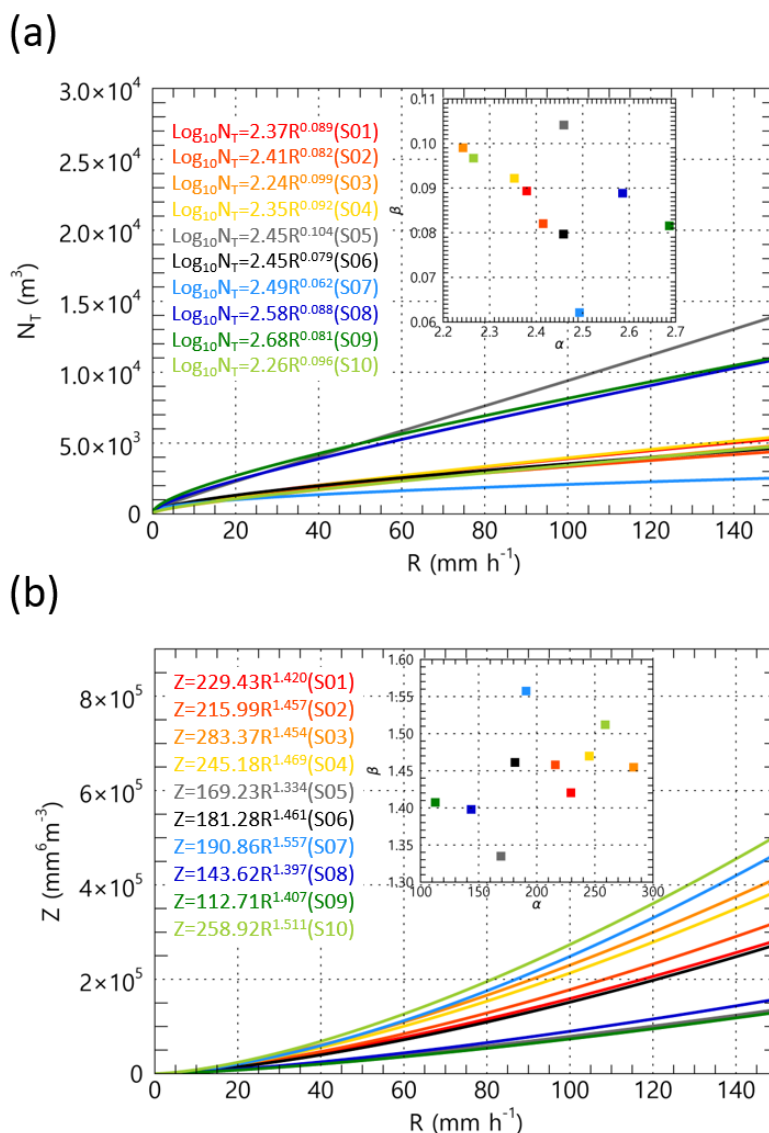 (a)
3.0×10⁴
2.5×10⁴
2.0×10⁴
1.5×10⁴
1.0×10⁴
5.0×10³
0
N_T (m³)
Log₁₀N_T=2.37R^0.089(S01)
Log₁₀N_T=2.41R^0.082(S02)
Log₁₀N_T=2.24R^0.099(S03)
Log₁₀N_T=2.35R^0.092(S04)
Log₁₀N_T=2.45R^0.104(S05)
Log₁₀N_T=2.45R^0.079(S06)
Log₁₀N_T=2.49R^0.062(S07)
Log₁₀N_T=2.58R^0.088(S08)
Log₁₀N_T=2.68R^0.081(S09)
Log₁₀N_T=2.26R^0.096(S10)
0.11
0.10
0.09
0.08
0.07
0.06
β
2.2 2.3 2.4 2.5 2.6 2.7
α
0 20 40 60 80 100 120 140
R (mm h⁻¹)
(b)
8×10⁵
6×10⁵
4×10⁵
2×10⁵
0
Z (mm⁶m⁻³)
Z=229.43R^1.420(S01)
Z=215.99R^1.457(S02)
Z=283.37R^1.454(S03)
Z=245.18R^1.469(S04)
Z=169.23R^1.334(S05)
Z=181.28R^1.461(S06)
Z=190.86R^1.557(S07)
Z=143.62R^1.397(S08)
Z=112.71R^1.407(S09)
Z=258.92R^1.511(S10)
1.60
1.55
1.50
1.45
1.40
1.30
β
100 150 200 250 300
α
0 20 40 60 80 100 120 140
R (mm h⁻¹)